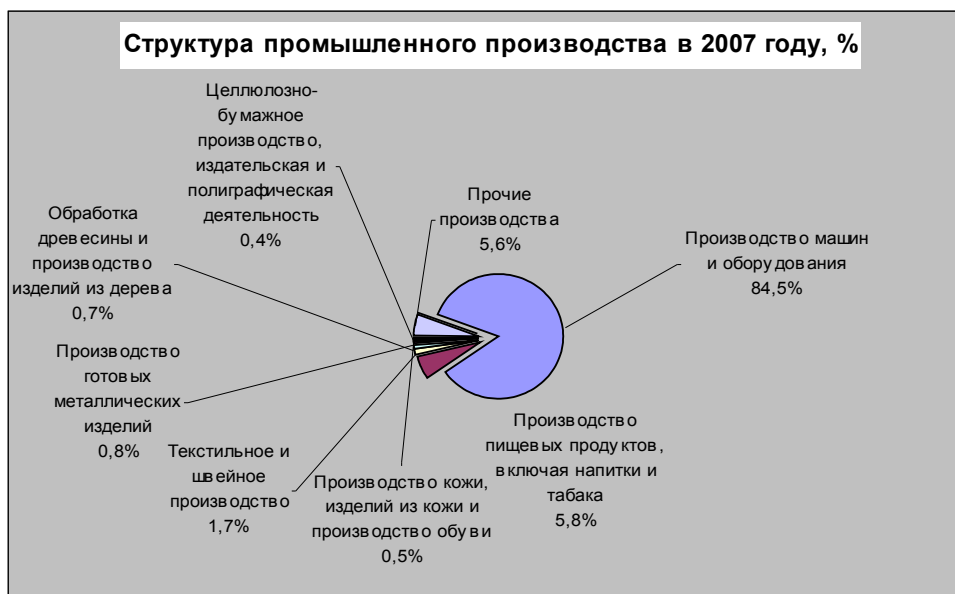 Структура промышленного производства в 2007 году, %
Целлюлозно-
бумажное
производство,
издательская и
полиграфическая
деятельность
0,4%
Прочие
производства
5,6%
Производство машин
и оборудования
84,5%
Обработка
древесины и
производство
изделий из дерева
0,7%
Производство
готовых
металлических
изделий
0,8%
Текстильное и
швейное
производство
1,7%
Производство кожи,
изделий из кожи и
производство обуви
0,5%
Производство
пищевых продуктов,
включая напитки и
табака
5,8%